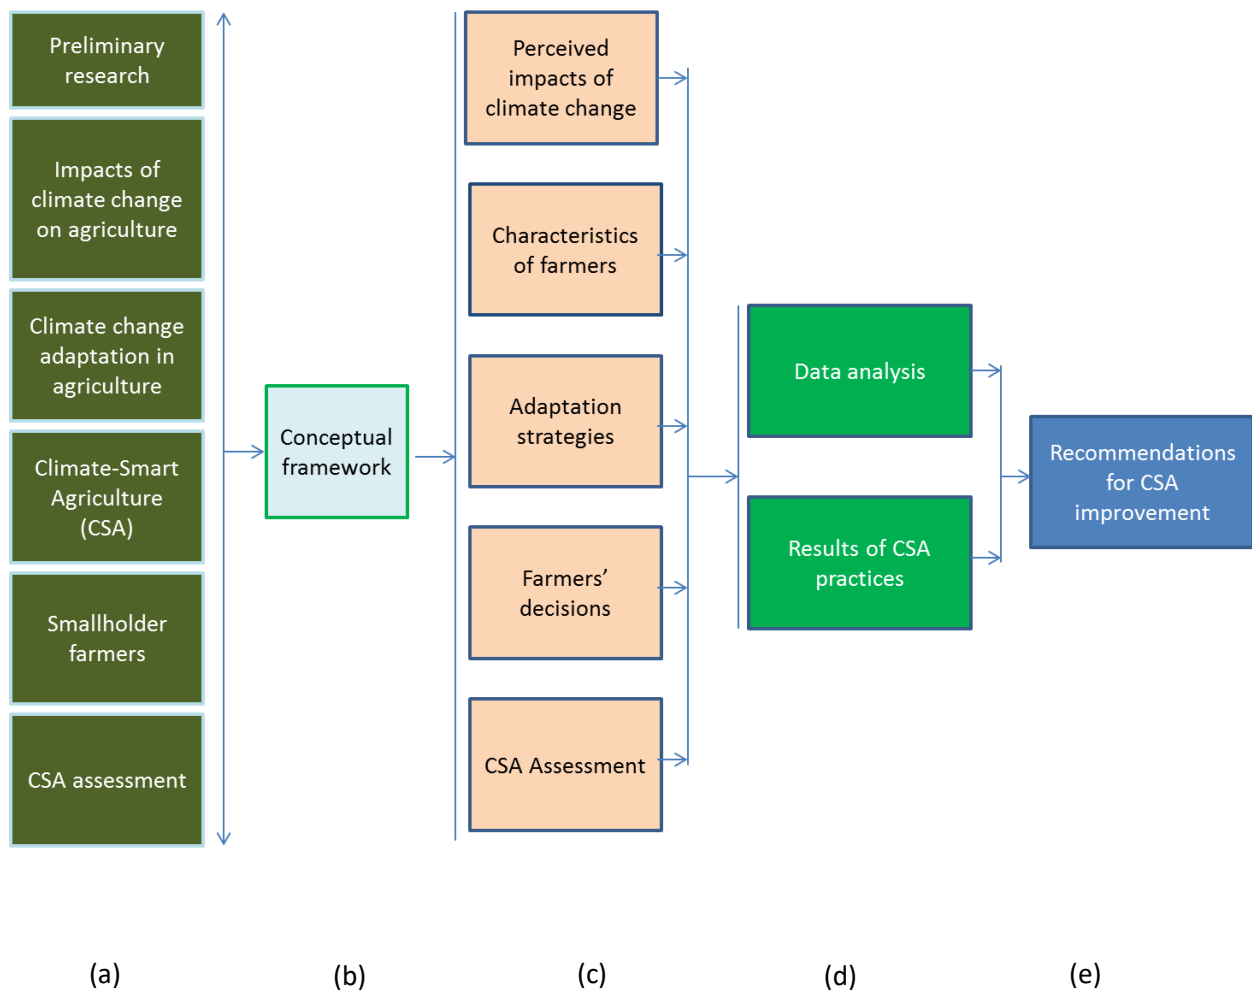 Preliminary
research
Impacts of
climate change
on agriculture
Climate change
adaptation in
agriculture
Climate-Smart
Agriculture
(CSA)
Smallholder
farmers
CSA assessment
Conceptual
framework
Perceived
impacts of
climate change
Characteristics
of farmers
Adaptation
strategies
Farmers’
decisions
CSA Assessment
Data analysis
Results of CSA
practices
Recommendations
for CSA
improvement
(a)
(b)
(c)
(d)
(e)